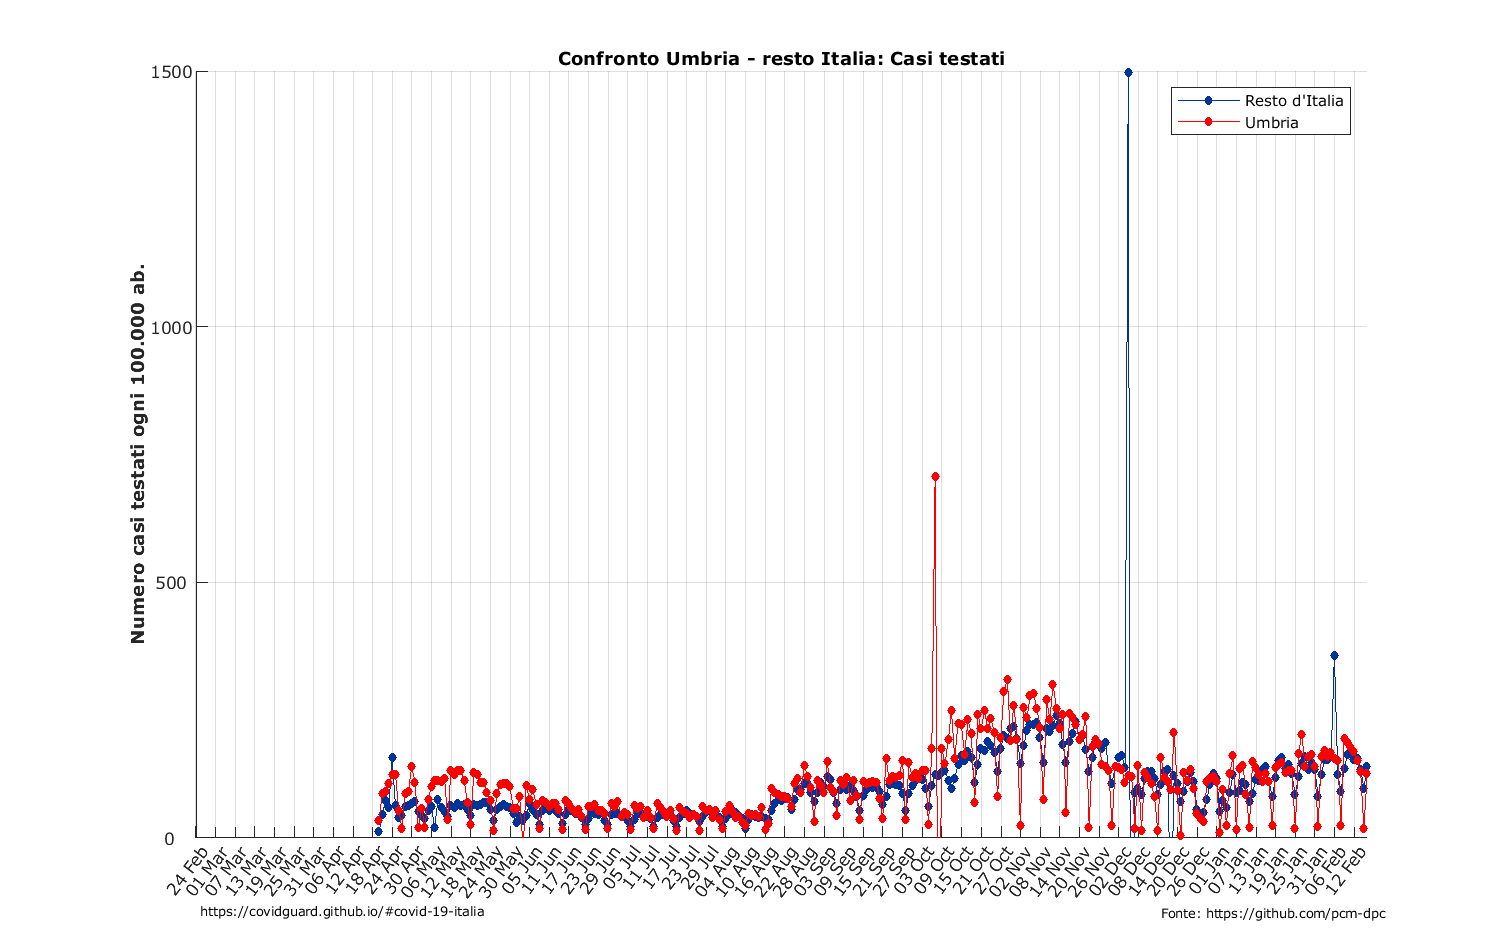 Confronto Umbria - resto Italia: Casi testati
1500
1000
500
0
Numero casi testati ogni 100.000 ab.
Resto d'Italia
Umbria
24 Feb
01 Mar
07 Mar
13 Mar
19 Mar
25 Mar
31 Mar
06 Apr
12 Apr
18 Apr
24 Apr
30 Apr
06 May
12 May
18 May
24 May
30 May
05 Jun
11 Jun
17 Jun
23 Jun
29 Jun
05 Jul
11 Jul
17 Jul
23 Jul
29 Jul
04 Aug
10 Aug
16 Aug
22 Aug
28 Aug
03 Sep
09 Sep
15 Sep
21 Sep
27 Sep
03 Oct
09 Oct
15 Oct
21 Oct
27 Oct
02 Nov
08 Nov
14 Nov
20 Nov
26 Nov
02 Dec
08 Dec
14 Dec
20 Dec
26 Dec
01 Jan
07 Jan
13 Jan
19 Jan
25 Jan
31 Jan
06 Feb
12 Feb
https://covidguard.github.io/#covid-19-italia
Fonte: https://github.com/pcm-dpc